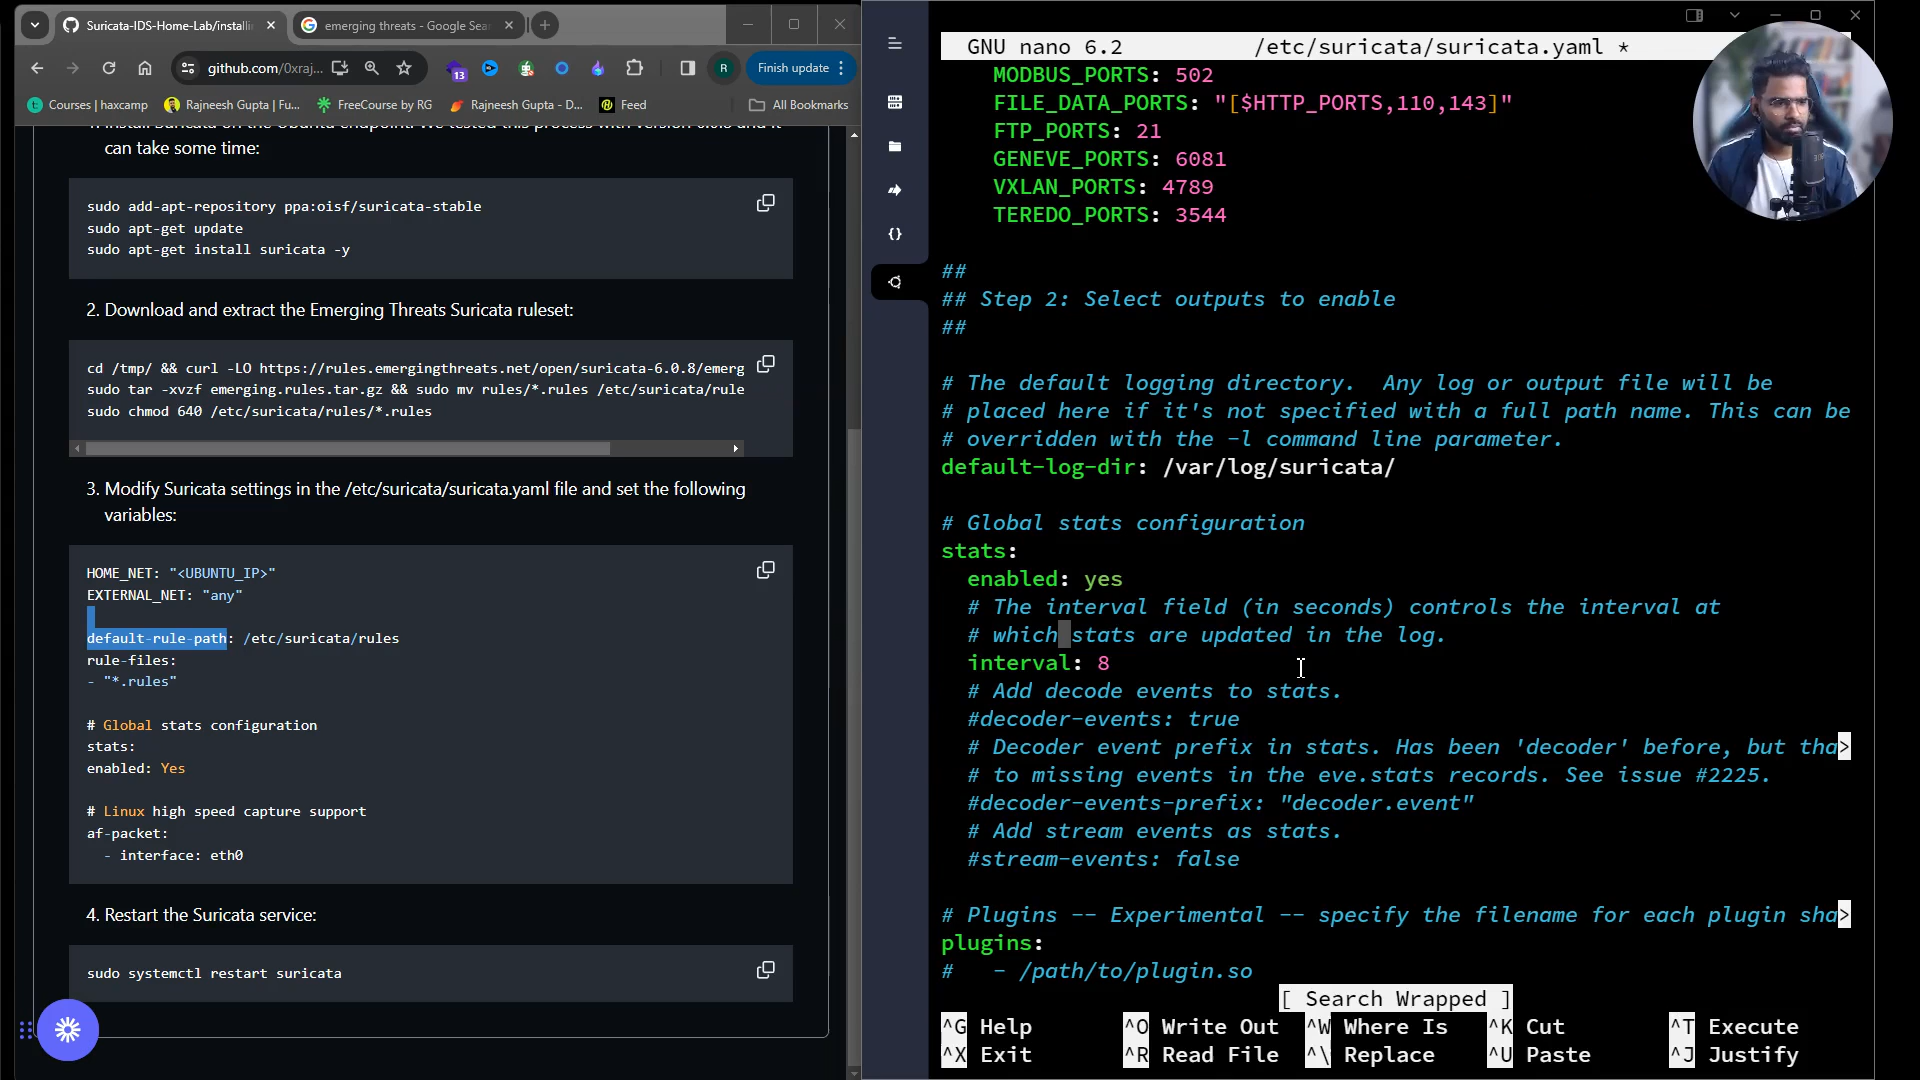 Suricata-IDS-Home-Lab/installi
emerging threats - Google Sea
github.com/0xraj...
13
R
Finish update
Courses | haxcamp
Rajneesh Gupta | Fu...
FreeCourse by RG
Rajneesh Gupta - D...
Feed
All Bookmarks
can take some time:
sudo add-apt-repository ppa:oisf/suricata-stable
sudo apt-get update
sudo apt-get install suricata -y
2. Download and extract the Emerging Threats Suricata ruleset:
cd /tmp/ && curl -LO https://rules.emergingthreats.net/open/suricata-6.0.8/emerg
sudo tar -xvzf emerging.rules.tar.gz && sudo mv rules/*.rules /etc/suricata/rule
sudo chmod 640 /etc/suricata/rules/*.rules
3. Modify Suricata settings in the /etc/suricata/suricata.yaml file and set the following
variables:
HOME_NET: "<UBUNTU_IP>"
EXTERNAL_NET: "any"
default-rule-path: /etc/suricata/rules
rule-files:
- "*.rules"
# Global stats configuration
stats:
enabled: Yes
# Linux high speed capture support
af-packet:
- interface: eth0
4. Restart the Suricata service:
sudo systemctl restart suricata
GNU nano 6.2 /etc/suricata/suricata.yaml *
MODBUS_PORTS: 502
FILE_DATA_PORTS: "[$HTTP_PORTS,110,143]"
FTP_PORTS: 21
GENEVE_PORTS: 6081
VXLAN_PORTS: 4789
TEREDO_PORTS: 3544
##
## Step 2: Select outputs to enable
##
# The default logging directory.  Any log or output file will be
# placed here if it's not specified with a full path name. This can be
# overridden with the -l command line parameter.
default-log-dir: /var/log/suricata/
# Global stats configuration
stats:
enabled: yes
# The interval field (in seconds) controls the interval at
# which stats are updated in the log.
interval: 8
# Add decode events to stats.
#decoder-events: true
# Decoder event prefix in stats. Has been 'decoder' before, but tha>
# to missing events in the eve.stats records. See issue #2225.
#decoder-events-prefix: "decoder.event"
# Add stream events as stats.
#stream-events: false
# Plugins -- Experimental -- specify the filename for each plugin sha>
plugins:
#   - /path/to/plugin.so
[ Search Wrapped ]
^G Help ^O Write Out ^W Where Is ^K Cut ^T Execute
^X Exit ^R Read File ^\ Replace ^U Paste ^J Justify